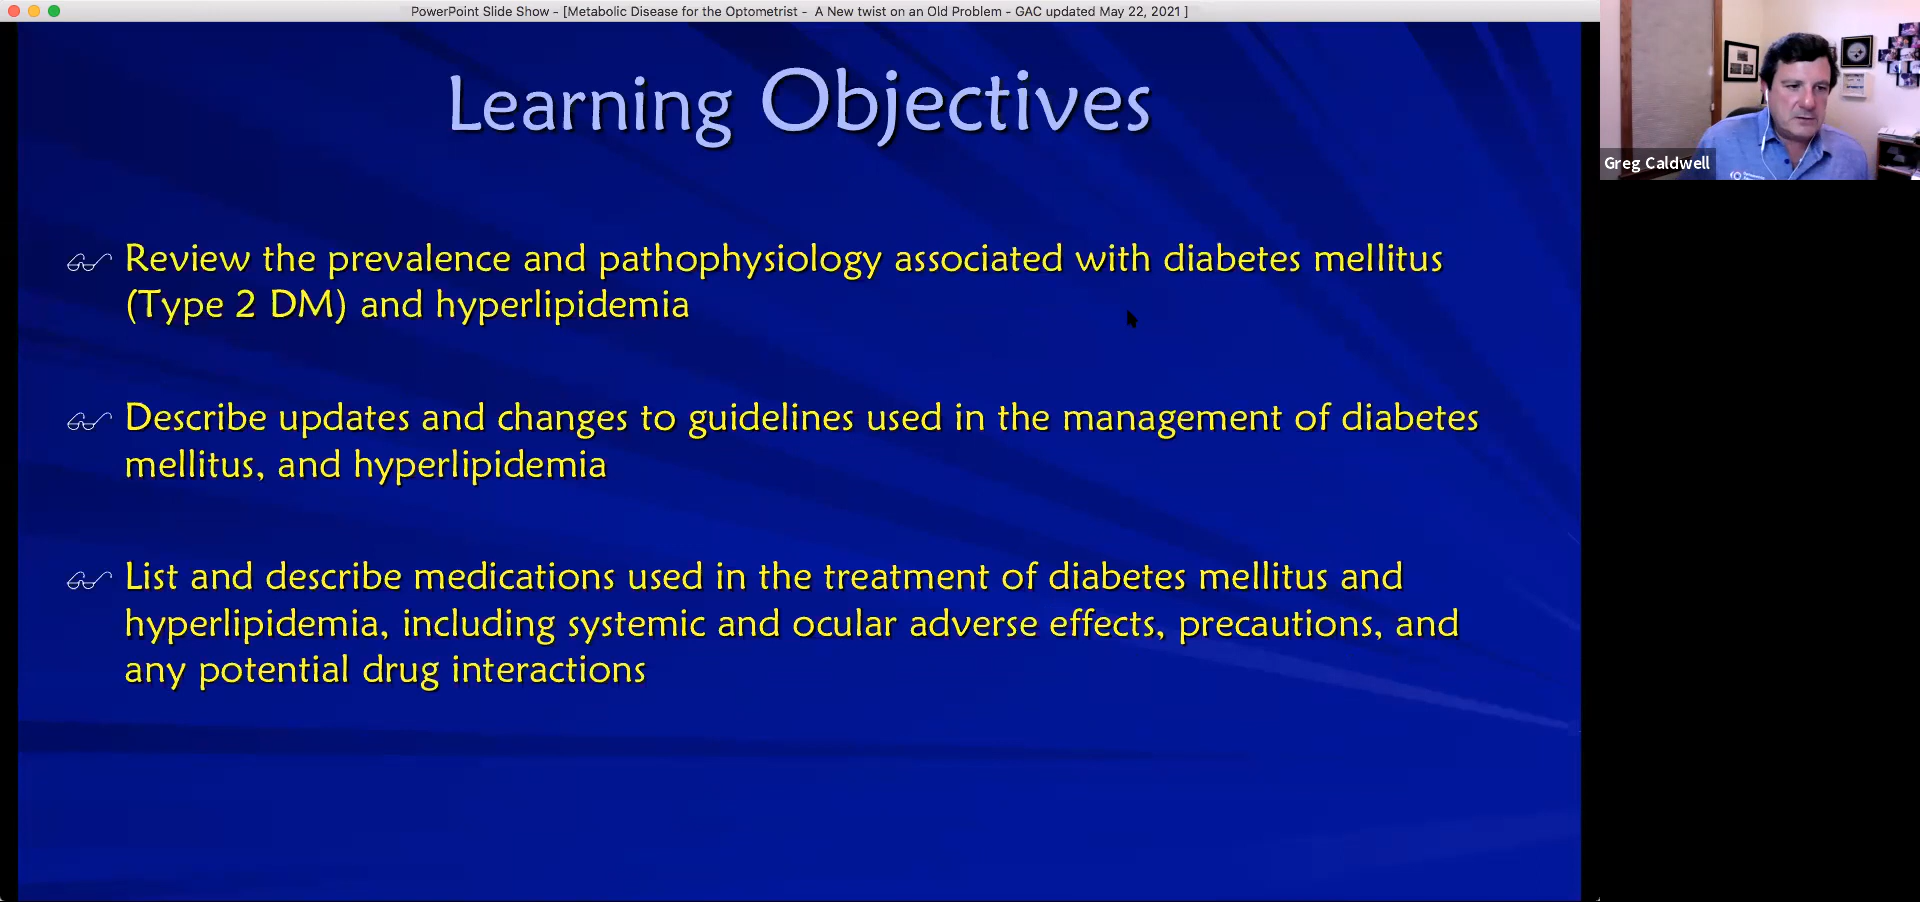 PowerPoint Slide Show - [Metabolic Disease for the Optometrist - A New twist on an Old Problem - GAC updated May 22, 2021 ]
Learning Objectives
Review the prevalence and pathophysiology associated with diabetes mellitus
(Type 2 DM) and hyperlipidemia
Describe updates and changes to guidelines used in the management of diabetes
mellitus, and hyperlipidemia
List and describe medications used in the treatment of diabetes mellitus and
hyperlipidemia, including systemic and ocular adverse effects, precautions, and
any potential drug interactions
Greg Caldwell